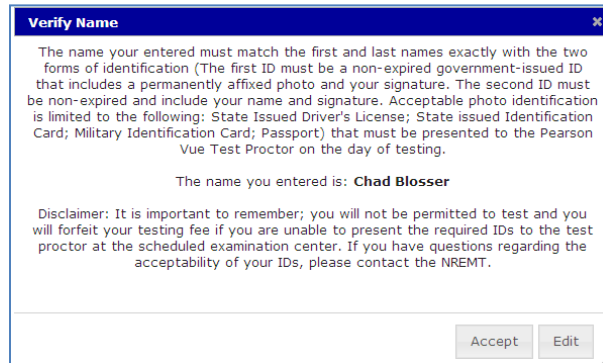 Verify Name
The name your entered must match the first and last names exactly with the two
forms of identification (The first ID must be a non-expired government-issued ID
that includes a permanently affixed photo and your signature. The second ID must
be non-expired and include your name and signature. Acceptable photo identification
is limited to the following: State Issued Driver's License; State issued Identification
Card; Military Identification Card; Passport) that must be presented to the Pearson
Vue Test Proctor on the day of testing.
The name you entered is: Chad Blosser
Disclaimer: It is important to remember; you will not be permitted to test and you
will forfeit your testing fee if you are unable to present the required IDs to the test
proctor at the scheduled examination center. If you have questions regarding the
acceptability of your IDs, please contact the NREMT.
Accept Edit